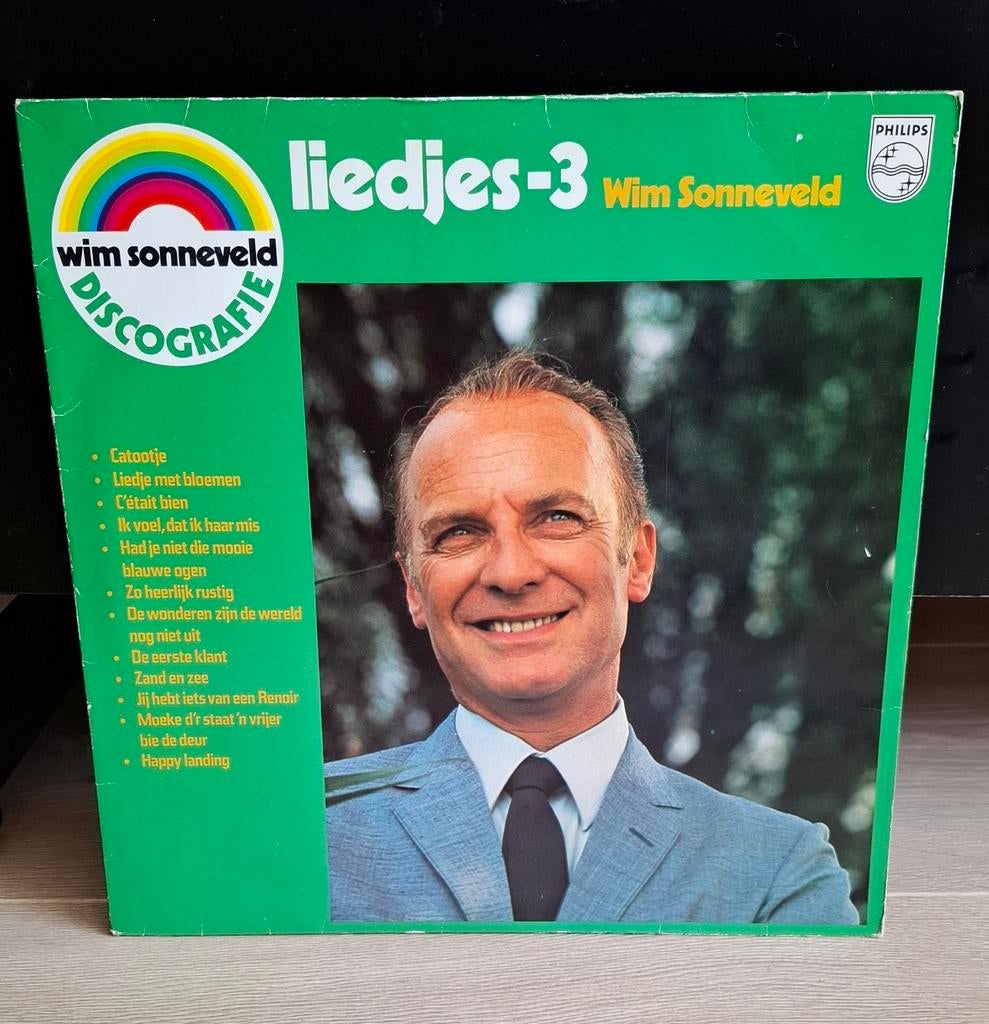 liedjes-3 Wim Sonneveld
PHILIPS
wim sonneveld
DISCOGRAFIE
• Catootje
• Liedje met bloemen
• C'était bien
• Ik voel, dat ik haar mis
• Had je niet die mooie
blauwe ogen
• Zo heerlijk rustig
• De wonderen zijn de wereld
nog niet uit
• De eerste klant
• Zand en zee
• Jij hebt iets van een Renoir
• Moeke d'r staat 'n vrijer
bie de deur
• Happy landing